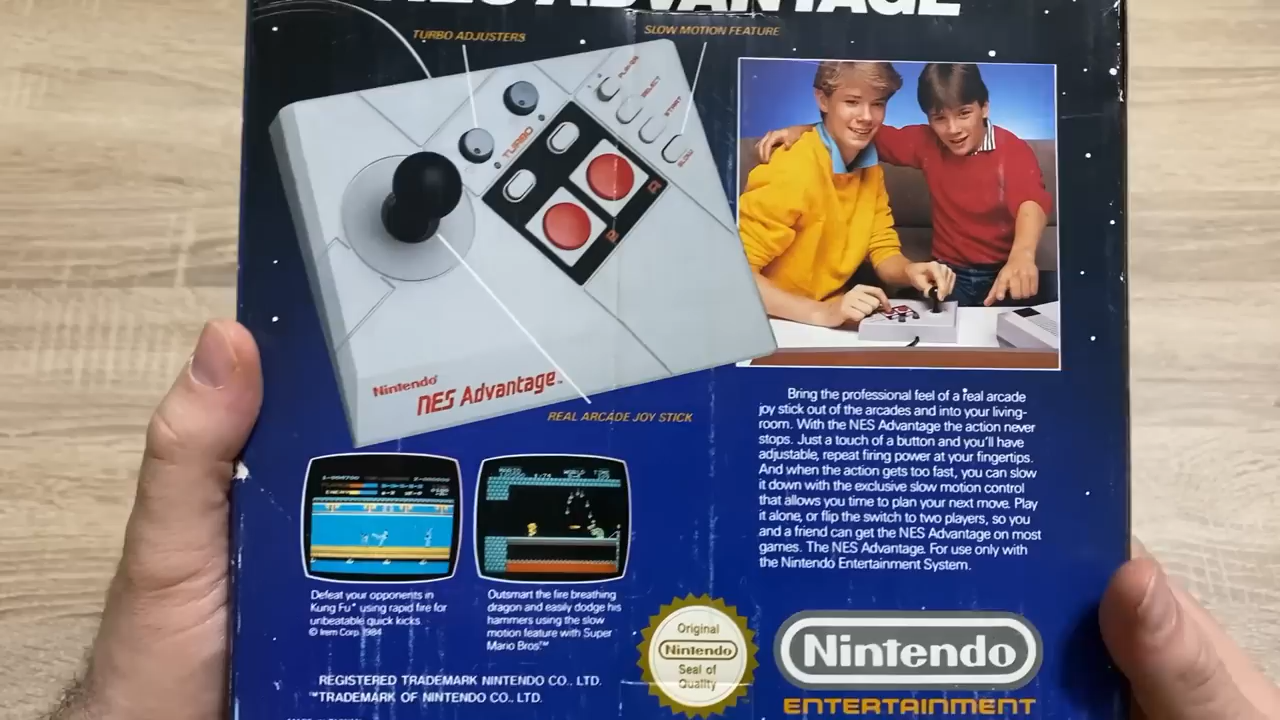 NES ADVANTAGE
TURBO ADJUSTERS
SLOW MOTION FEATURE
PLAYER
SELECT
START
SLOW
TURBO
Nintendo®
NES Advantage™
REAL ARCADE JOY STICK
Bring the professional feel of a real arcade
joy stick out of the arcades and into your living-
room. With the NES Advantage the action never
stops. Just a touch of a button and you'll have
adjustable, repeat firing power at your fingertips.
And when the action gets too fast, you can slow
it down with the exclusive slow motion control
that allows you time to plan your next move. Play
it alone, or flip the switch to two players, so you
and a friend can get the NES Advantage on most
games. The NES Advantage. For use only with
the Nintendo Entertainment System.
MARIO
WORLD
TIME
Defeat your opponents in
Kung Fu* using rapid fire for
unbeatable quick kicks.
© Irem Corp. 1984
Outsmart the fire breathing
dragon and easily dodge his
hammers using the slow
motion feature with Super
Mario Bros.™
REGISTERED TRADEMARK NINTENDO CO., LTD.
™TRADEMARK OF NINTENDO CO., LTD.
Original
Nintendo
Seal of
Quality
Nintendo
ENTERTAINMENT